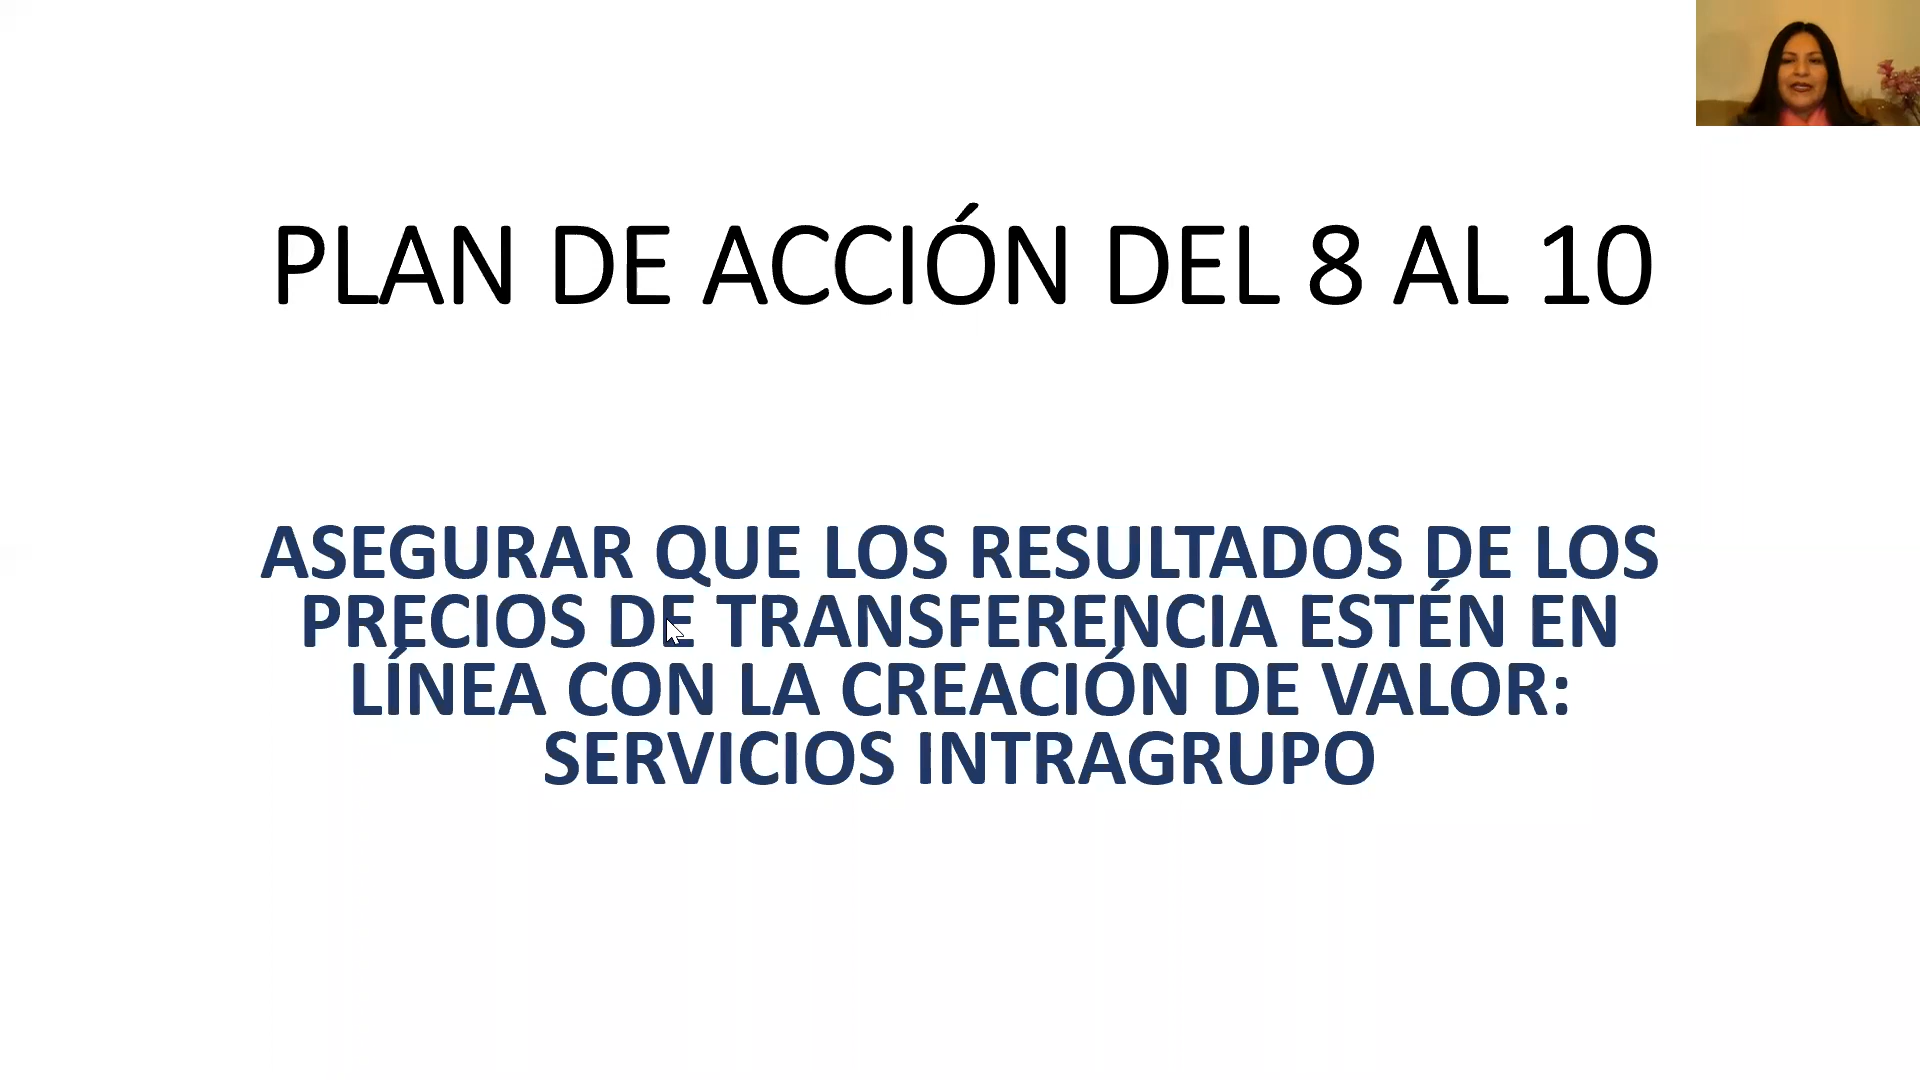 PLAN DE ACCIÓN DEL 8 AL 10
ASEGURAR QUE LOS RESULTADOS DE LOS
PRECIOS DE TRANSFERENCIA ESTÉN EN
LÍNEA CON LA CREACIÓN DE VALOR:
SERVICIOS INTRAGRUPO